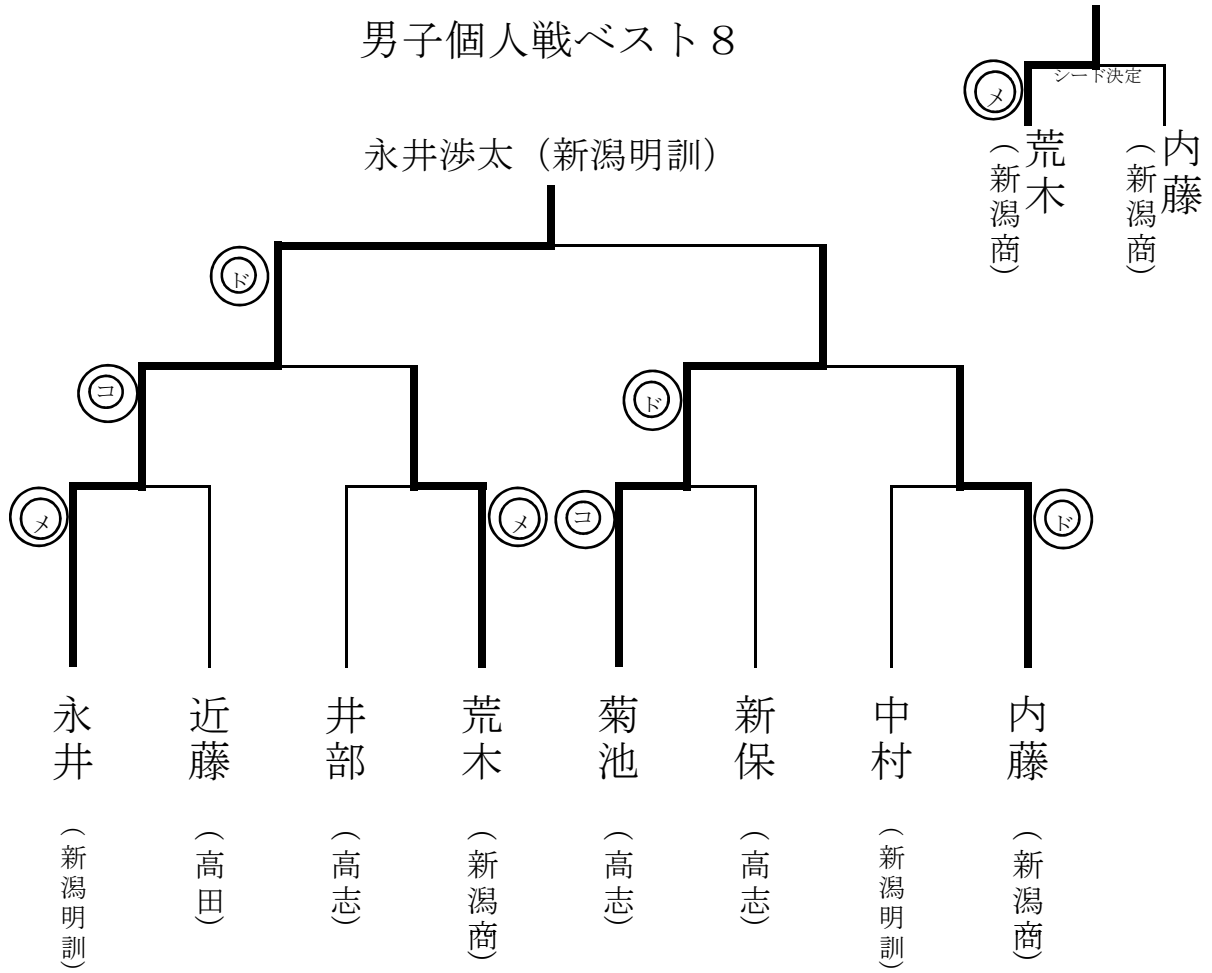 男子個人戦ベスト８
シード決定
メ
荒木
（新潟商）
内藤
（新潟商）
永井渉太（新潟明訓）
ド
コ
ド
メ
メ
コ
ド
永井
近藤
井部
荒木
菊池
新保
中村
内藤
（新潟明訓）
（高田）
（高志）
（新潟商）
（高志）
（高志）
（新潟明訓）
（新潟商）